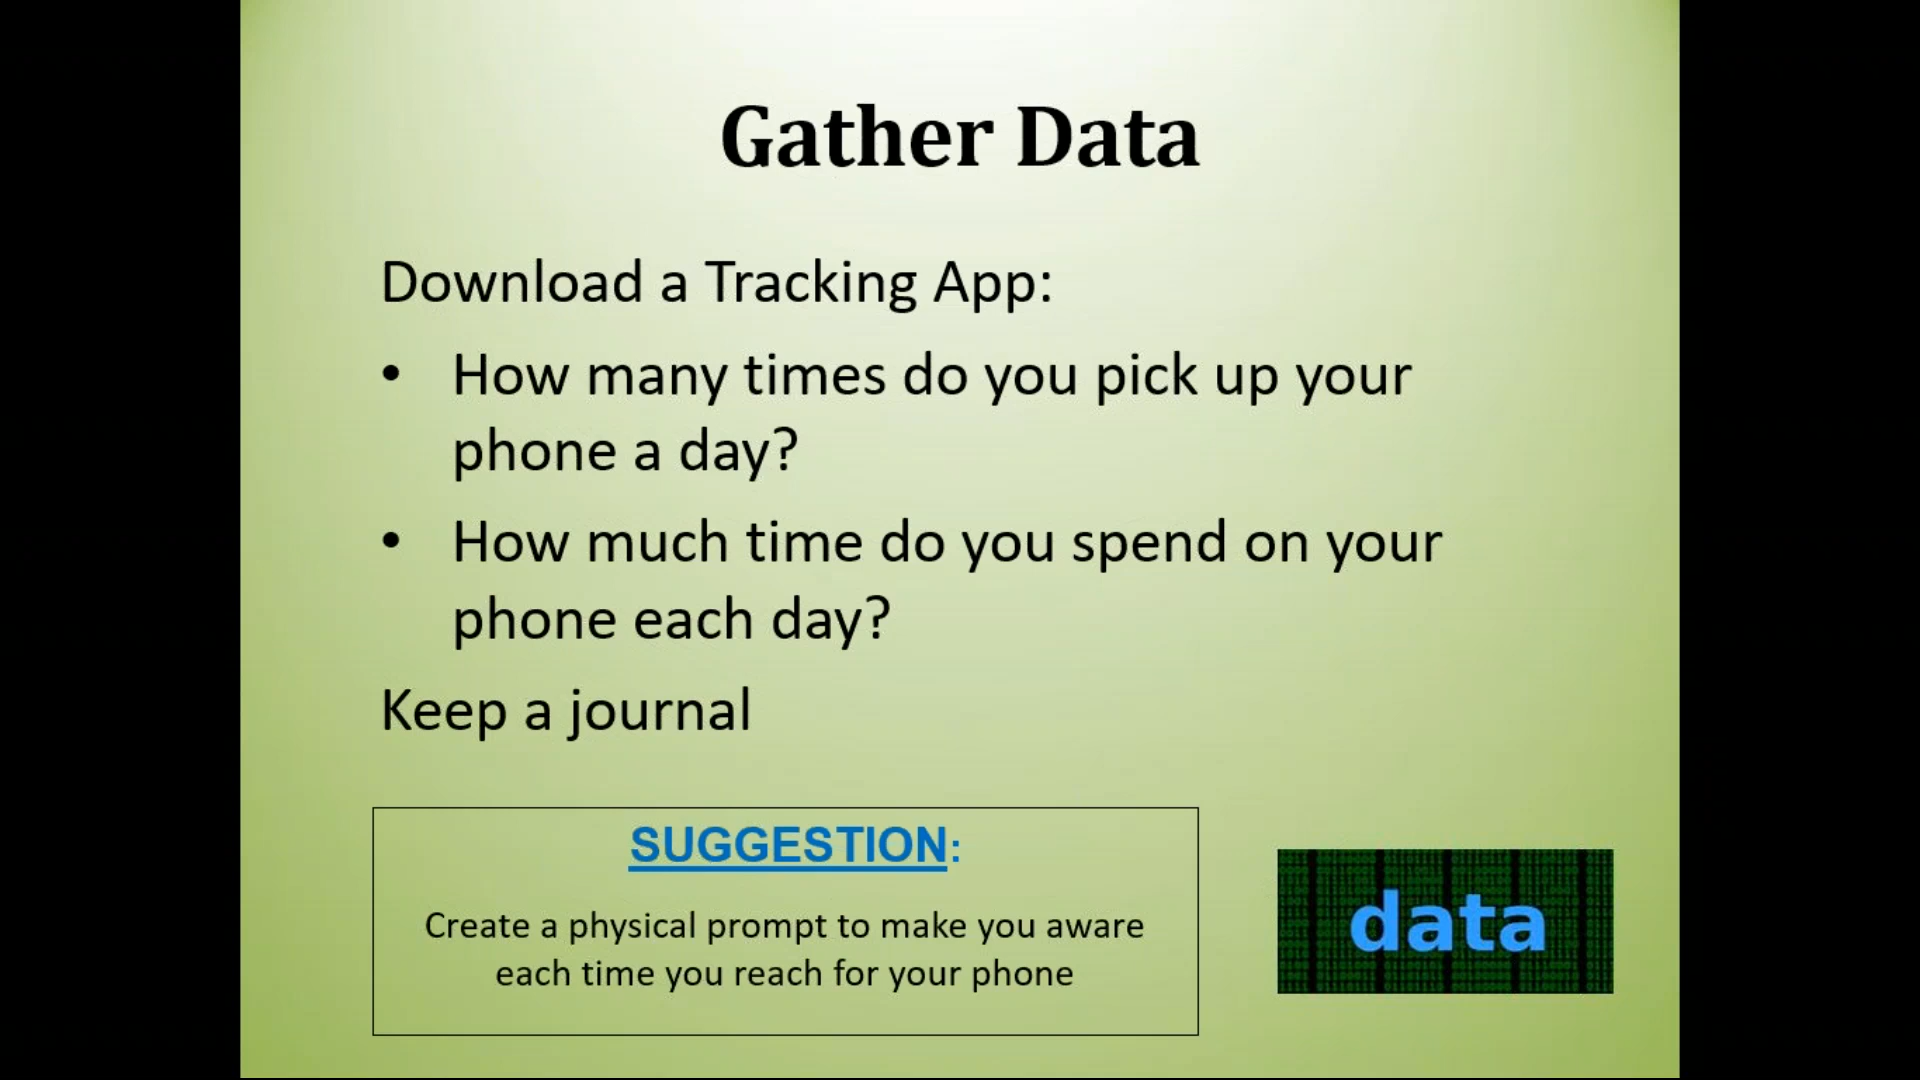 Gather Data
Download a Tracking App:
• How many times do you pick up your
phone a day?
• How much time do you spend on your
phone each day?
Keep a journal
SUGGESTION:
Create a physical prompt to make you aware
each time you reach for your phone
data